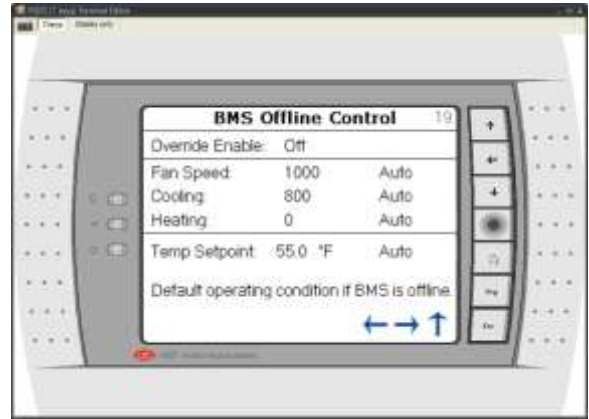 Trace
BMS Offline Control 19
Override Enable: Off
Fan Speed: 1000 Auto
Cooling: 800 Auto
Heating 0 Auto
Temp Setpoint: 55.0 °F Auto
Default operating condition if BMS is offline.